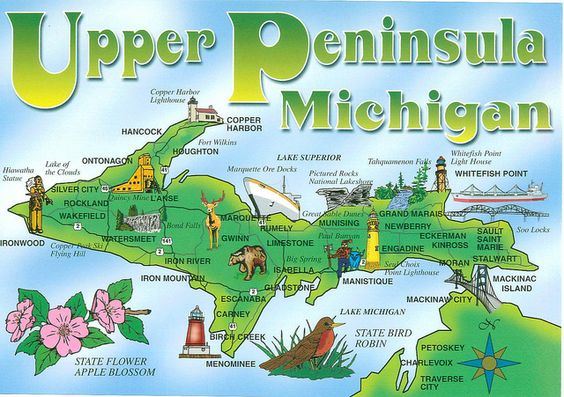 Upper Peninsula
Michigan
Copper Harbor
Lighthouse
COPPER
HARBOR
HANCOCK
Fort Wilkins
HOUGHTON
ONTONAGON
Hiawatha
Statue
Lake of
the Clouds
41
45
SILVER CITY
Quincy Mine
L'ANSE
ROCKLAND
WAKEFIELD
WATERSMEET
Bond Falls
IRONWOOD
Copper Peak Ski
Flying Hill
2
141
IRON RIVER
IRON MOUNTAIN
2
LAKE SUPERIOR
Marquette Ore Docks
Pictured Rocks
National Lakeshore
Tahquamenon Falls
Whitefish Point
Light House
WHITEFISH POINT
41
MARQUETTE
RUMELY
GWINN
LIMESTONE
Great Sable Dunes
MUNISING
Paul Bunyan
GRAND MARAIS
NEWBERRY
ECKERMAN
KINROSS
SAULT
SAINT
MARIE
Soo Locks
ENGADINE
Big Spring
ISABELLA
Seul Choix
Point Lighthouse
MORAN
STALWART
GLADSTONE
MANISTIQUE
MACKINAC
ISLAND
MACKINAW CITY
ESCANABA
CARNEY
41
BIRCH CREEK
MENOMINEE
LAKE MICHIGAN
STATE BIRD
ROBIN
STATE FLOWER
APPLE BLOSSOM
N
PETOSKEY
CHARLEVOIX
TRAVERSE
CITY